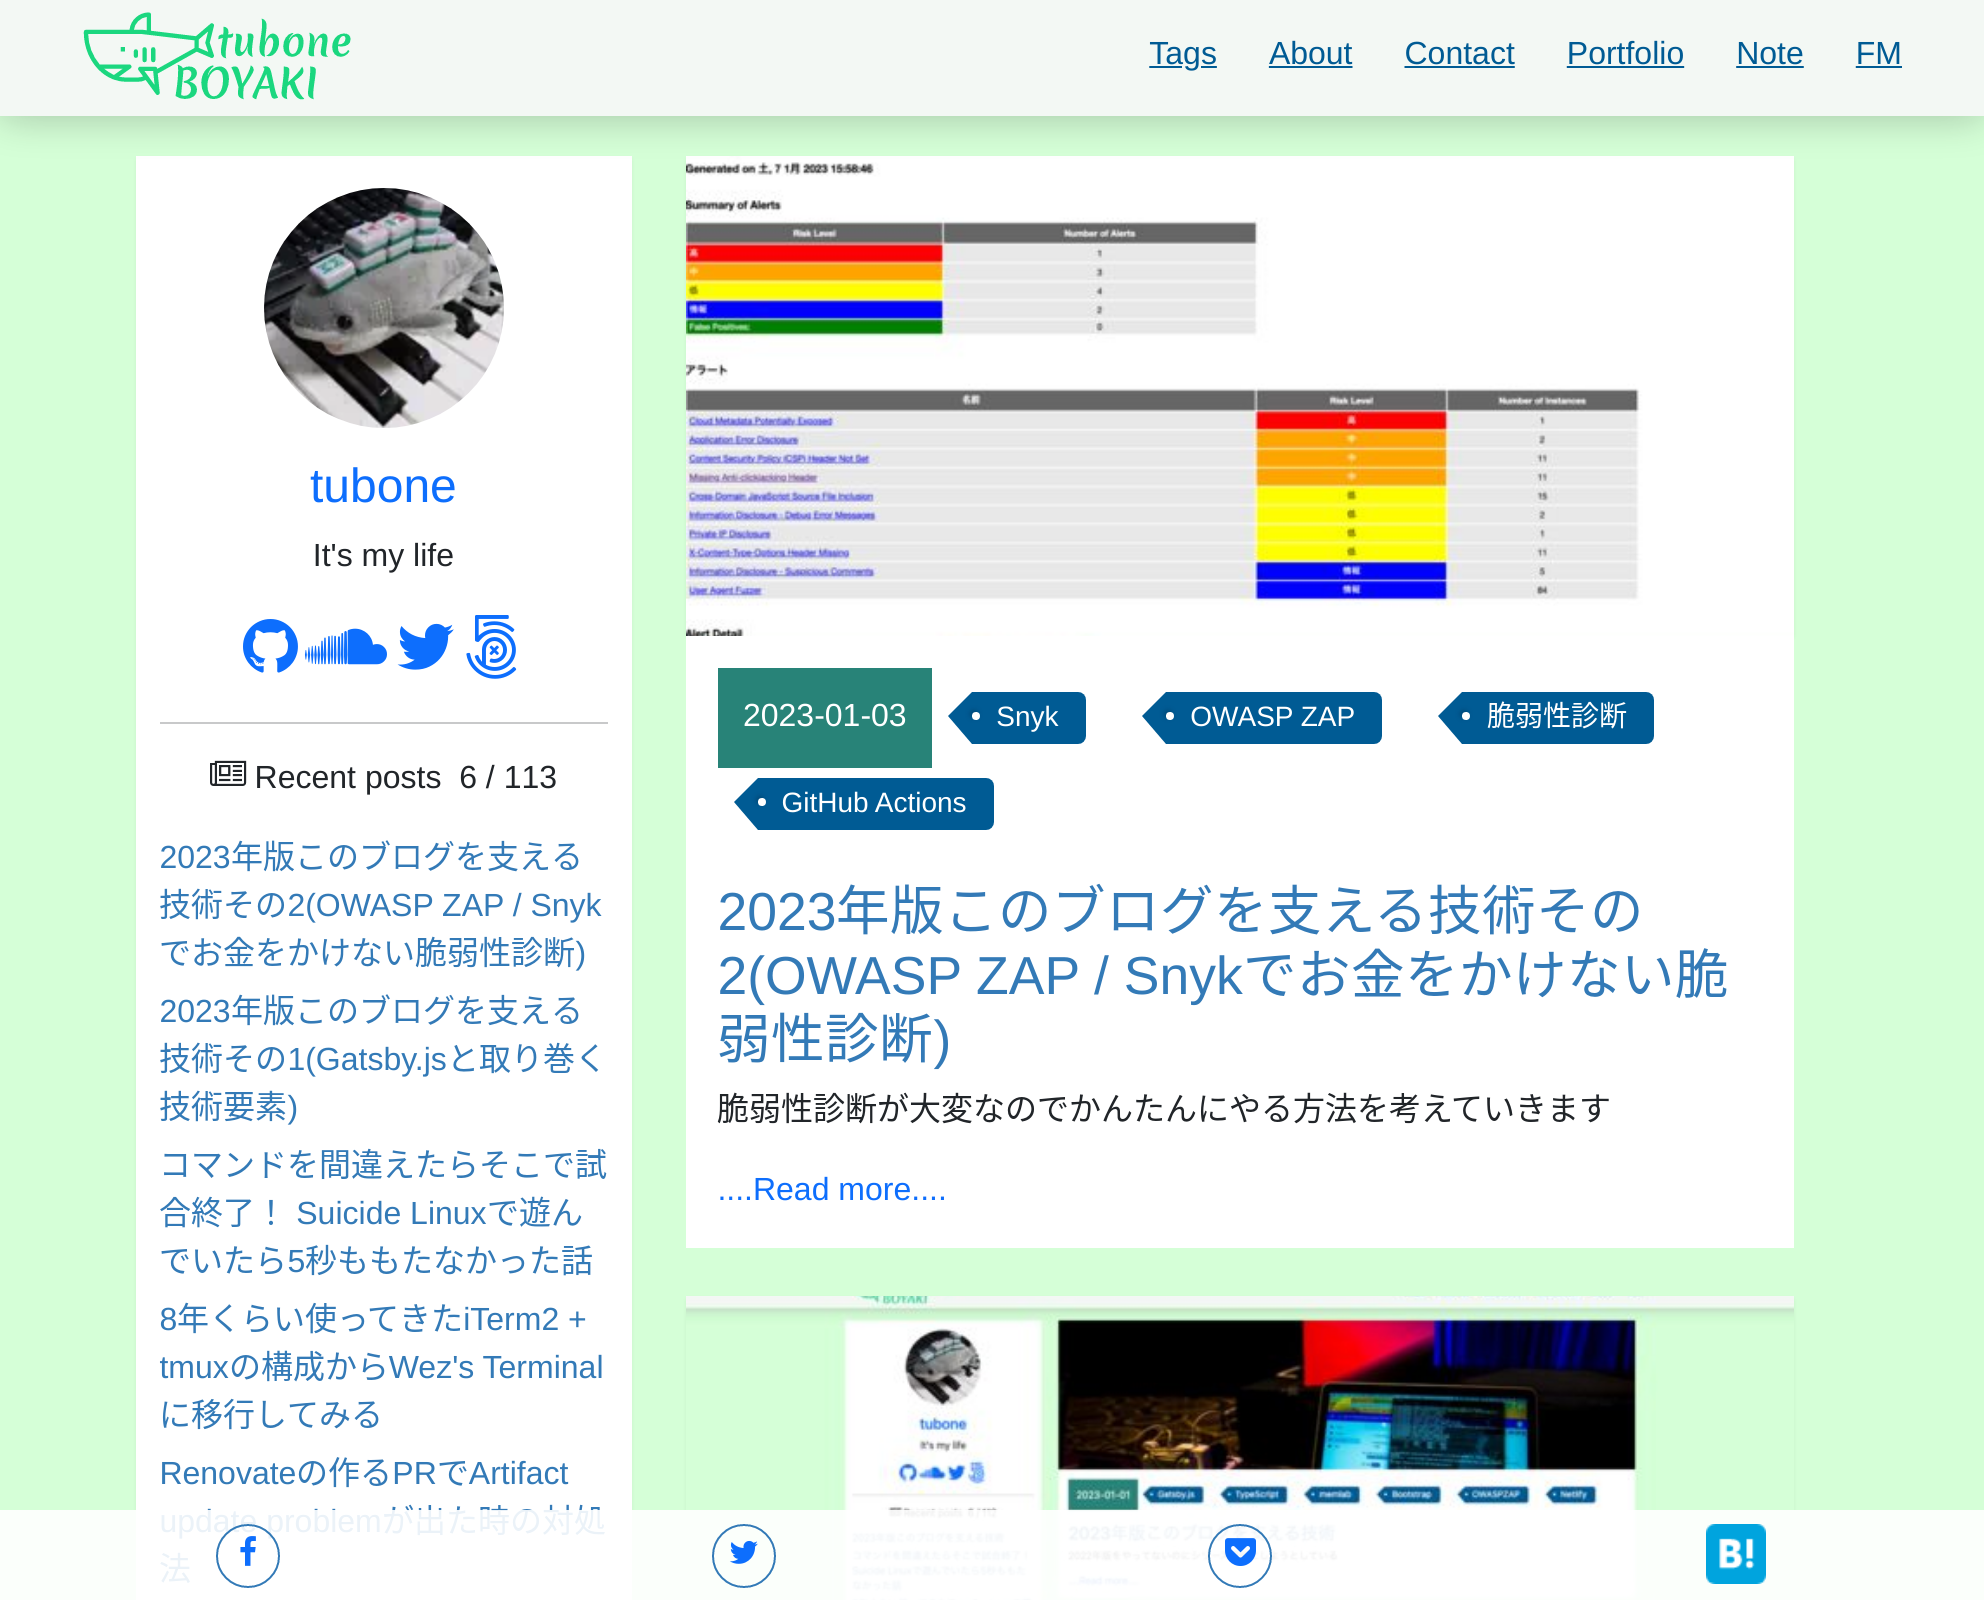 tubone
BOYAKI
Tags About Contact Portfolio Note FM
tubone
It's my life
Recent posts 6 / 113
2023年版このブログを支える
技術その2(OWASP ZAP / Snyk
でお金をかけない脆弱性診断)
2023年版このブログを支える
技術その1(Gatsby.jsと取り巻く
技術要素)
コマンドを間違えたらそこで試
合終了！ Suicide Linuxで遊ん
でいたら5秒ももたなかった話
8年くらい使ってきたiTerm2 +
tmuxの構成からWez's Terminal
に移行してみる
Renovateの作るPRでArtifact
update problemが出た時の対処
法
Generated on 土, 7 1月 2023 15:58:46
Summary of Alerts
Risk Level Number of Alerts
高 1
中 3
低 4
情報 2
False Positives: 0
アラート
名前 Risk Level Number of Instances
Cloud Metadata Potentially Exposed 高 1
Application Error Disclosure 中 2
Content Security Policy (CSP) Header Not Set 中 11
Missing Anti-clickjacking Header 中 11
Cross-Domain JavaScript Source File Inclusion 低 15
Information Disclosure - Debug Error Messages 低 2
Private IP Disclosure 低 1
X-Content-Type-Options Header Missing 低 11
Information Disclosure - Suspicious Comments 情報 5
User Agent Fuzzer 情報 84
Alert Detail
2023-01-03 Snyk OWASP ZAP 脆弱性診断
GitHub Actions
2023年版このブログを支える技術その
2(OWASP ZAP / Snykでお金をかけない脆
弱性診断)
脆弱性診断が大変なのでかんたんにやる方法を考えていきます
....Read more....
BOYAKI
tubone
It's my life
2023-01-01 Gatsby.js TypeScript memlab Bootstrap OWASPZAP Netlify
B!